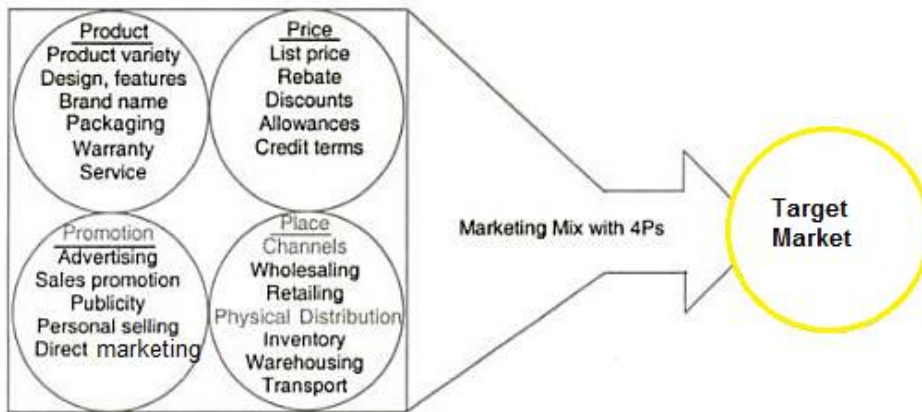 Product
Product variety
Design, features
Brand name
Packaging
Warranty
Service
Price
List price
Rebate
Discounts
Allowances
Credit terms
Promotion
Advertising
Sales promotion
Publicity
Personal selling
Direct marketing
Place
Channels
Wholesaling
Retailing
Physical Distribution
Inventory
Warehousing
Transport
Marketing Mix with 4Ps
Target
Market